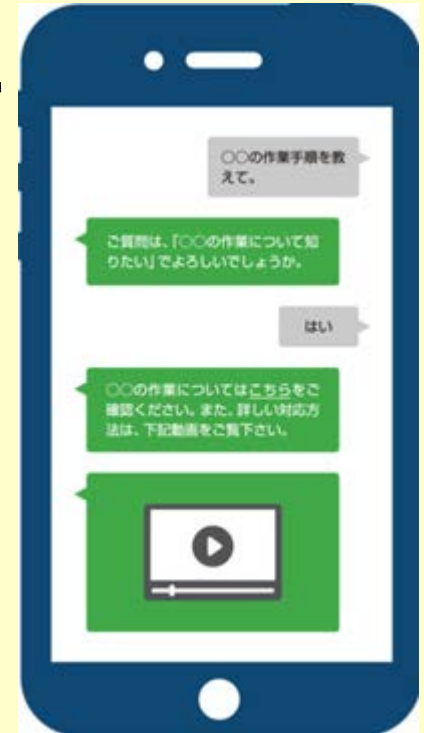 ○○の作業手順を教
えて。
ご質問は、「○○の作業について知
りたい」でよろしいでしょうか。
はい
○○の作業についてはこちらをご
確認ください。また、詳しい対応方
法は、下記動画をご覧下さい。